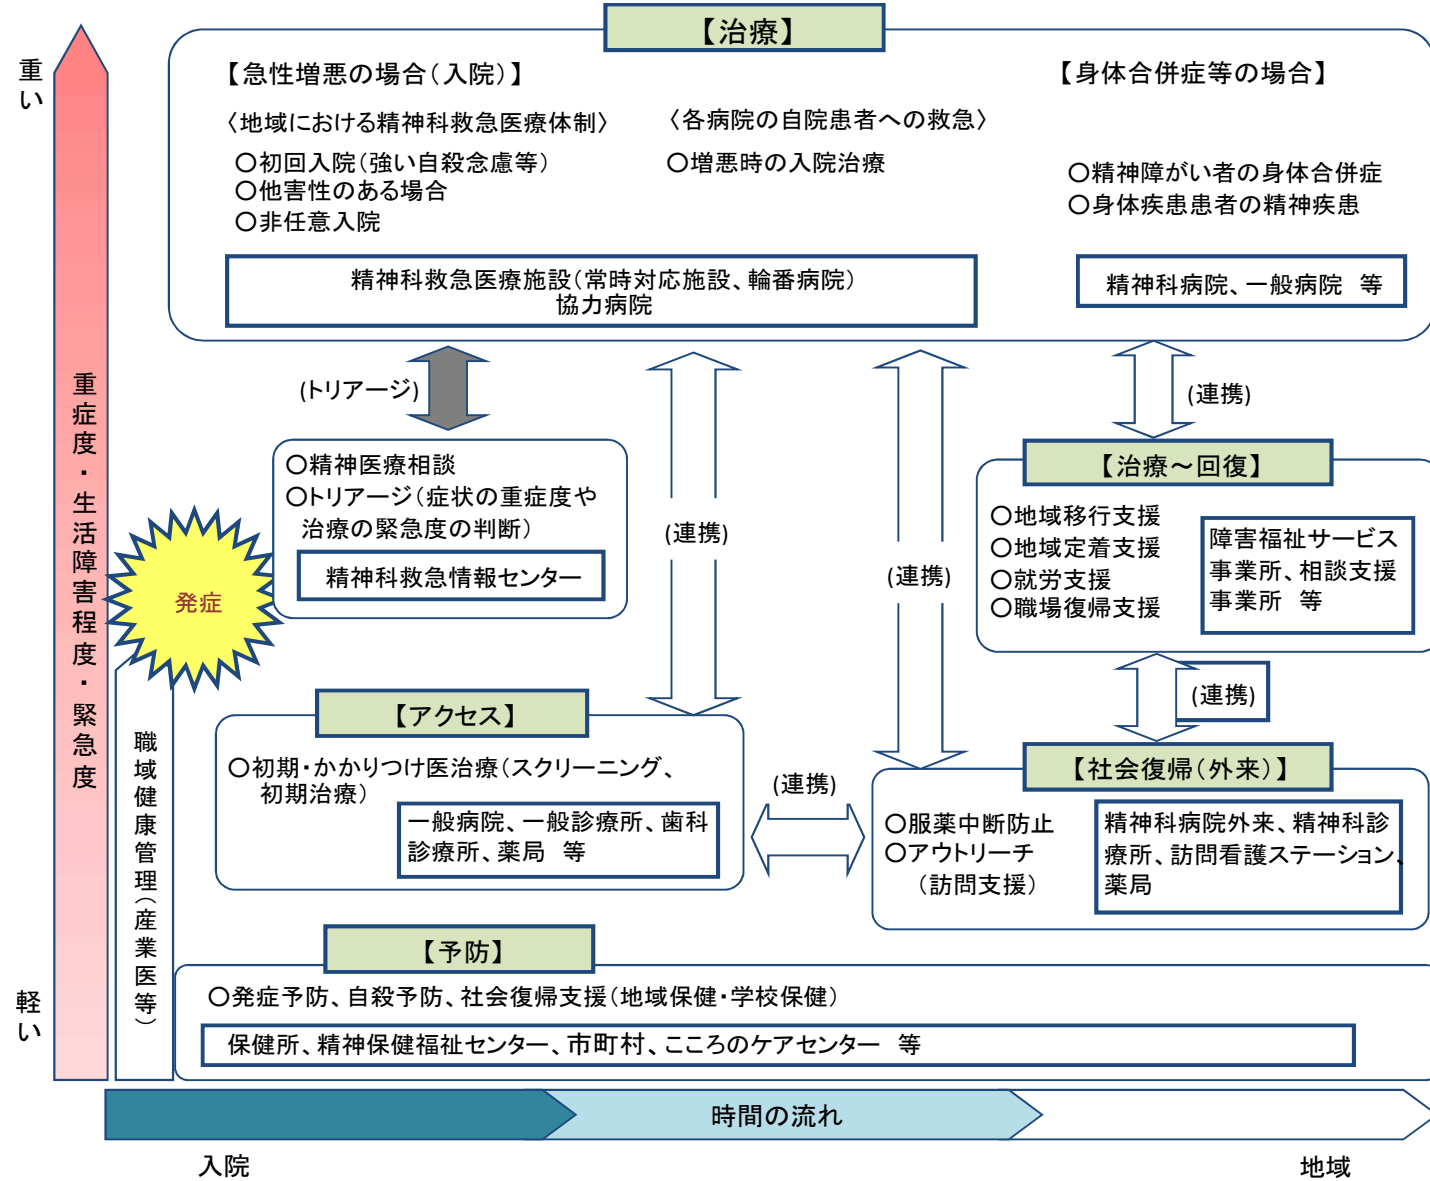 【治療】
重い
【急性増悪の場合（入院）】
【身体合併症等の場合】
〈地域における精神科救急医療体制〉
〈各病院の自院患者への救急〉
○初回入院（強い自殺念慮等）
○他害性のある場合
○非任意入院
○増悪時の入院治療
○精神障がい者の身体合併症
○身体疾患患者の精神疾患
精神科救急医療施設（常時対応施設、輪番病院）
協力病院
精神科病院、一般病院　等
重症度・生活障害程度・緊急度
(トリアージ)
(連携)
(連携)
(連携)
○精神医療相談
○トリアージ（症状の重症度や
治療の緊急度の判断）
精神科救急情報センター
発症
【治療～回復】
○地域移行支援
○地域定着支援
○就労支援
○職場復帰支援
障害福祉サービス
事業所、相談支援
事業所　等
(連携)
職域健康管理（産業医等）
【アクセス】
○初期・かかりつけ医治療（スクリーニング、
初期治療）
一般病院、一般診療所、歯科
診療所、薬局　等
(連携)
【社会復帰（外来）】
○服薬中断防止
○アウトリーチ
（訪問支援）
精神科病院外来、精神科診
療所、訪問看護ステーション、
薬局
【予防】
○発症予防、自殺予防、社会復帰支援（地域保健・学校保健）
保健所、精神保健福祉センター、市町村、こころのケアセンター　等
軽い
時間の流れ
入院
地域